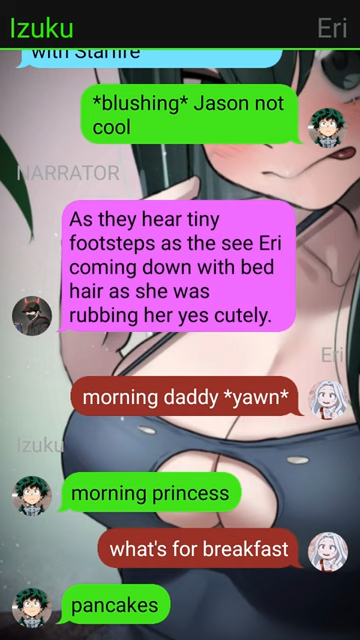 Izuku
Eri
with Starfire
*blushing* Jason not
cool
NARRATOR
As they hear tiny
footsteps as the see Eri
coming down with bed
hair as she was
rubbing her yes cutely.
Eri
morning daddy *yawn*
Izuku
morning princess
what's for breakfast
pancakes